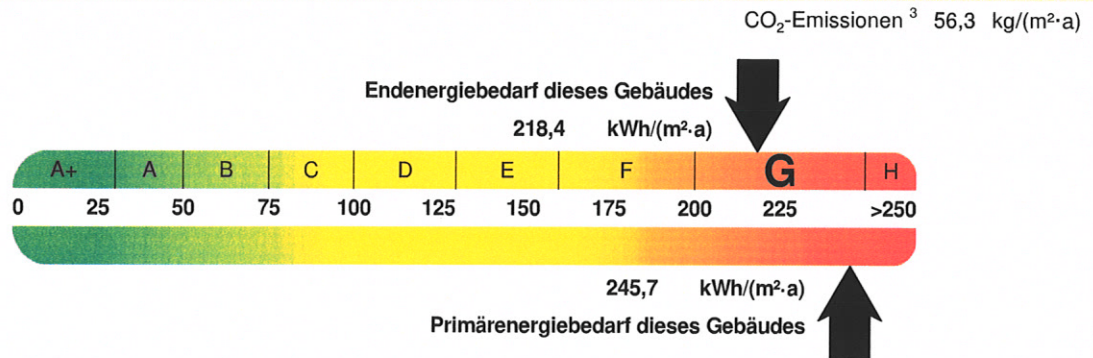 CO₂-Emissionen ³ 56,3 kg/(m²·a)
Endenergiebedarf dieses Gebäudes
218,4 kWh/(m²·a)
A+ A B C D E F G H
0 25 50 75 100 125 150 175 200 225 >250
245,7 kWh/(m²·a)
Primärenergiebedarf dieses Gebäudes